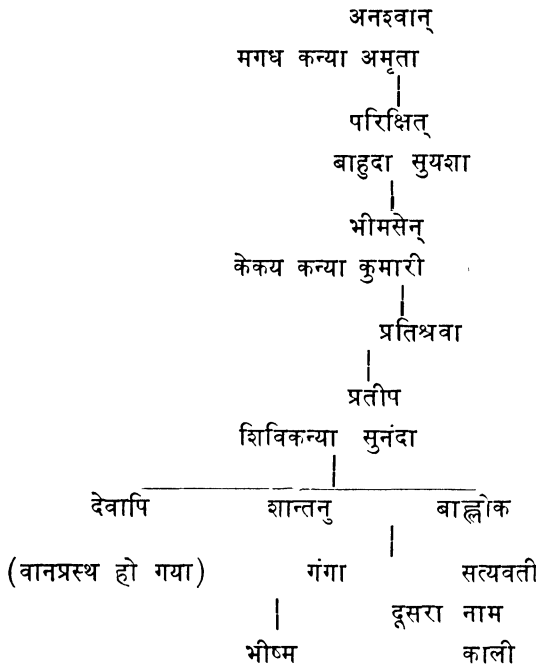 अनश्वान्
मगध कन्या अमृता
परिक्षित्
बाहुदा सुयशा
भीमसेन्
केकय कन्या कुमारी
प्रतिश्रवा
प्रतीप
शिविकन्या सुनंदा
देवापि शान्तनु बाह्लीक
(वानप्रस्थ हो गया) गंगा सत्यवती
दूसरा नाम
भीष्म काली